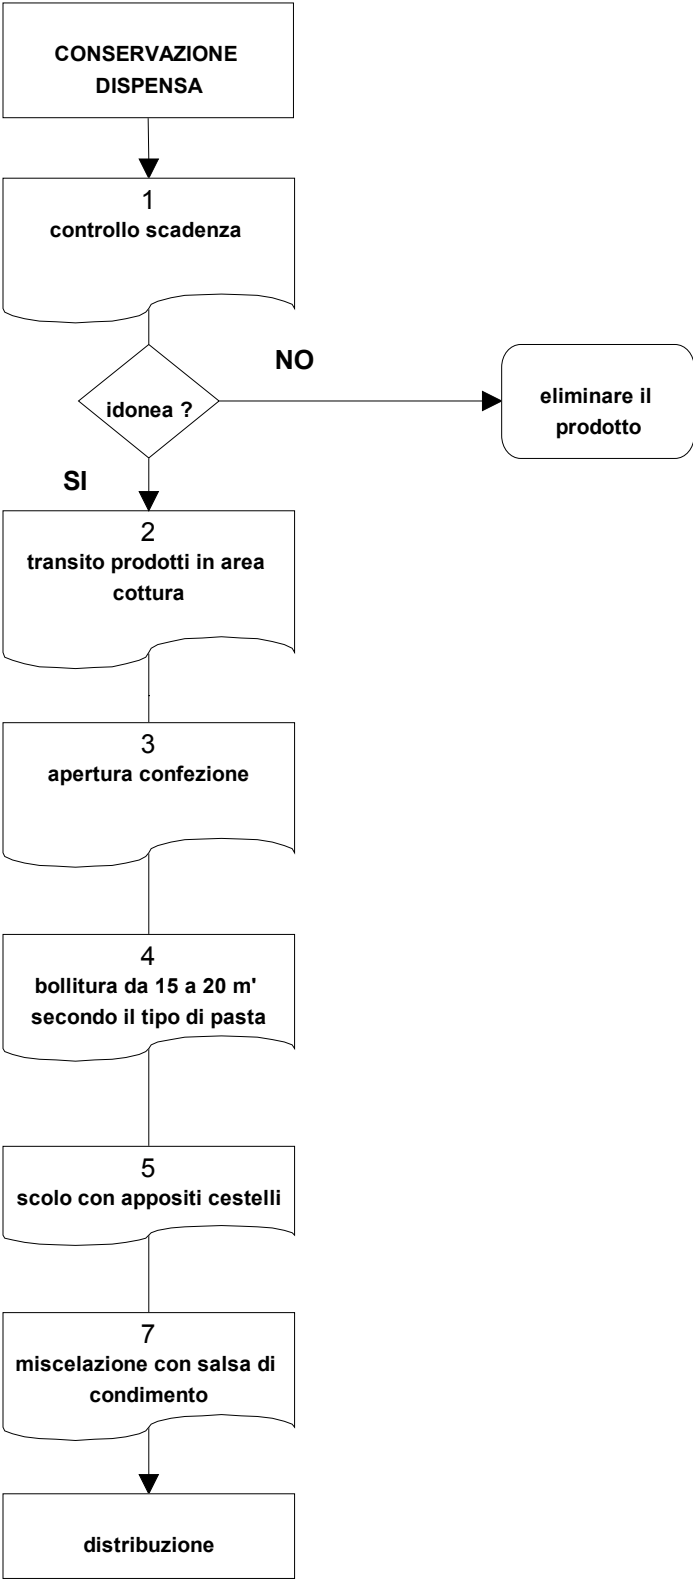 CONSERVAZIONE
DISPENSA
1
controllo scadenza
NO
idonea ?
eliminare il
prodotto
SI
2
transito prodotti in area
cottura
3
apertura confezione
4
bollitura da 15 a 20 m'
secondo il tipo di pasta
5
scolo con appositi cestelli
7
miscelazione con salsa di
condimento
distribuzione